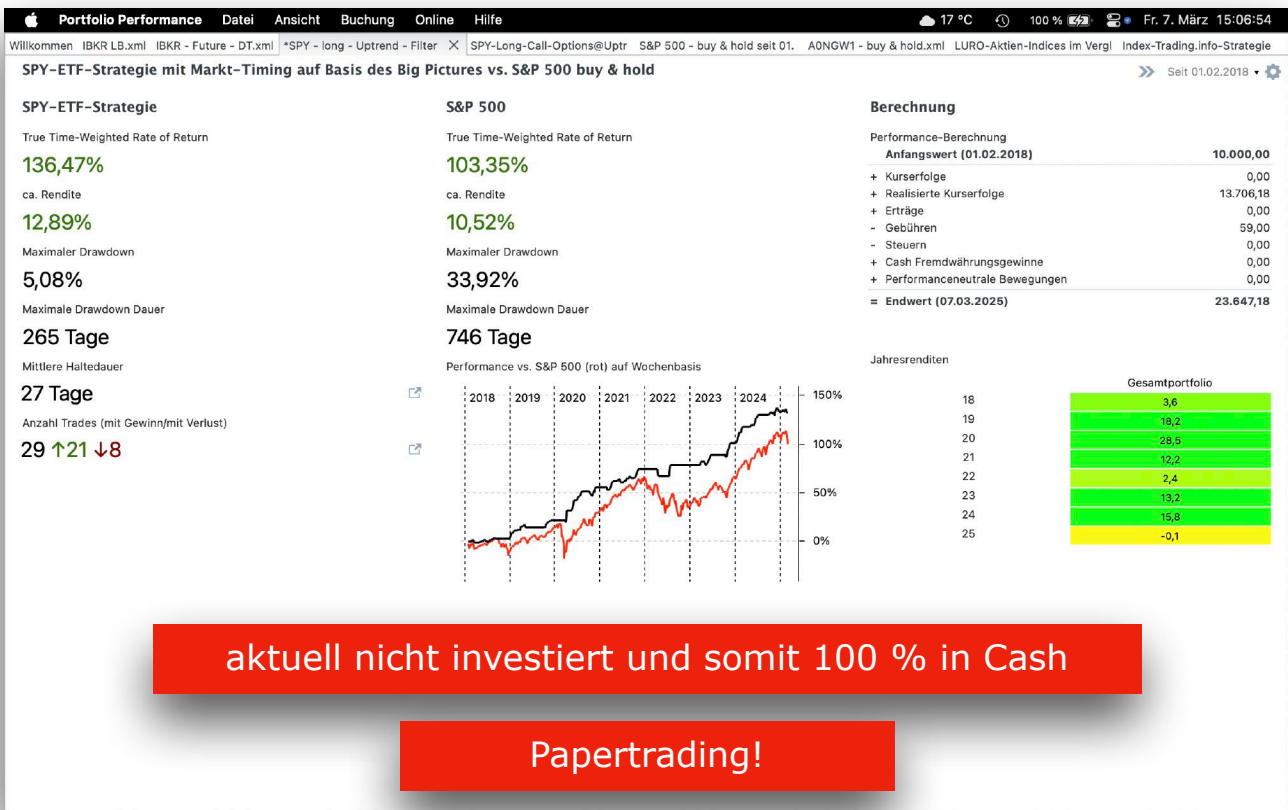 Portfolio Performance Datei Ansicht Buchung Online Hilfe 17 °C 100 % Fr. 7. März 15:06:54
Willkommen IBKR LB.xml IBKR - Future - DT.xml *SPY - long - Uptrend - Filter SPY-Long-Call-Options@Uptr S&P 500 - buy & hold seit 01. A0NGW1 - buy & hold.xml LURO-Aktien-Indices im Vergl Index-Trading.info-Strategie
SPY-ETF-Strategie mit Markt-Timing auf Basis des Big Pictures vs. S&P 500 buy & hold
Seit 01.02.2018
SPY-ETF-Strategie
True Time-Weighted Rate of Return
136,47%
ca. Rendite
12,89%
Maximaler Drawdown
5,08%
Maximale Drawdown Dauer
265 Tage
Mittlere Haltedauer
27 Tage
Anzahl Trades (mit Gewinn/mit Verlust)
29 ↑21 ↓8
S&P 500
True Time-Weighted Rate of Return
103,35%
ca. Rendite
10,52%
Maximaler Drawdown
33,92%
Maximale Drawdown Dauer
746 Tage
Performance vs. S&P 500 (rot) auf Wochenbasis
2018 2019 2020 2021 2022 2023 2024
150%
100%
50%
0%
Berechnung
Performance-Berechnung
Anfangswert (01.02.2018) 10.000,00
+ Kurserfolge 0,00
+ Realisierte Kurserfolge 13.706,18
+ Erträge 0,00
- Gebühren 59,00
- Steuern 0,00
+ Cash Fremdwährungsgewinne 0,00
+ Performanceneutrale Bewegungen 0,00
= Endwert (07.03.2025) 23.647,18
Jahresrenditen
Gesamtportfolio
18 3,6
19 18,2
20 28,5
21 12,2
22 2,4
23 13,2
24 15,8
25 -0,1
aktuell nicht investiert und somit 100 % in Cash
Papertrading!